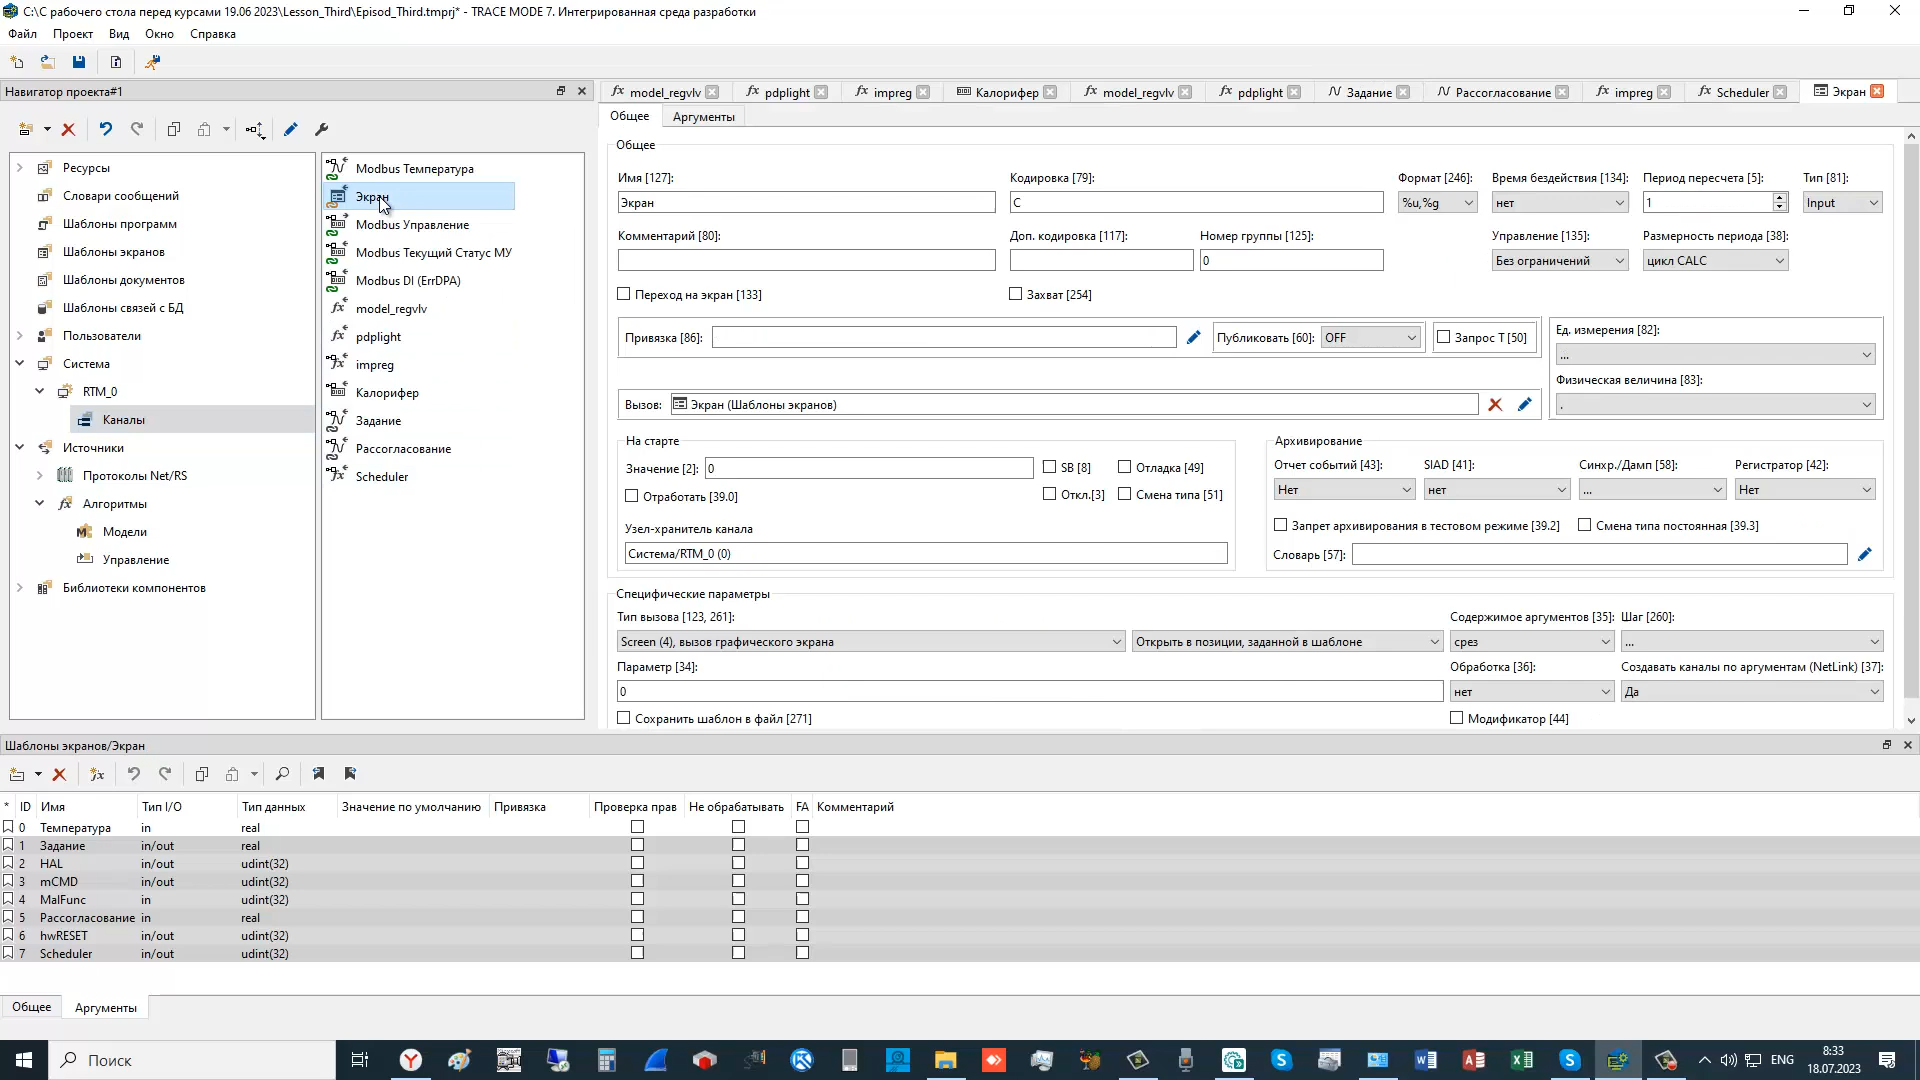 C:\С рабочего стола перед курсами 19.06 2023\Lesson_Third\Episod_Third.tmprj* - TRACE MODE 7. Интегрированная среда разработки
Файл Проект Вид Окно Справка
Навигатор проекта#1
Ресурсы
Словари сообщений
Шаблоны программ
Шаблоны экранов
Шаблоны документов
Шаблоны связей с БД
Пользователи
Система
RTM_0
Каналы
Источники
Протоколы Net/RS
Алгоритмы
Модели
Управление
Библиотеки компонентов
Modbus Температура
Экран
Modbus Управление
Modbus Текущий Статус МУ
Modbus DI (ErrDPA)
model_regvlv
pdplight
impreg
Калорифер
Задание
Рассогласование
Scheduler
model_regvlv pdplight impreg Калорифер model_regvlv pdplight Задание Рассогласование impreg Scheduler Экран
Общее Аргументы
Общее
Имя [127]: Кодировка [79]: Формат [246]: Время бездействия [134]: Период пересчета [5]: Тип [81]:
Экран C %u,%g нет 1 Input
Комментарий [80]: Доп. кодировка [117]: Номер группы [125]: Управление [135]: Размерность периода [38]:
0 Без ограничений цикл CALC
Переход на экран [133] Захват [254]
Привязка [86]: Публиковать [60]: OFF Запрос T [50] Ед. измерения [82]:
...
Физическая величина [83]:
Вызов: Экран (Шаблоны экранов) .
На старте Архивирование
Значение [2]: 0 SB [8] Отладка [49] Отчет событий [43]: SIAD [41]: Синхр./Дамп [58]: Регистратор [42]:
Отработать [39.0] Откл.[3] Смена типа [51] Нет нет ... Нет
Узел-хранитель канала Запрет архивирования в тестовом режиме [39.2] Смена типа постоянная [39.3]
Система/RTM_0 (0) Словарь [57]:
Специфические параметры
Тип вызова [123, 261]: Содержимое аргументов [35]: Шаг [260]:
Screen (4), вызов графического экрана Открыть в позиции, заданной в шаблоне срез ...
Параметр [34]: Обработка [36]: Создавать каналы по аргументам (NetLink) [37]:
0 нет Да
Сохранить шаблон в файл [271] Модификатор [44]
Шаблоны экранов/Экран
* ID Имя Тип I/O Тип данных Значение по умолчанию Привязка Проверка прав Не обрабатывать FA Комментарий
0 Температура in real
1 Задание in/out real
2 HAL in/out udint(32)
3 mCMD in/out udint(32)
4 MalFunc in udint(32)
5 Рассогласование in real
6 hwRESET in/out udint(32)
7 Scheduler in/out udint(32)
Общее Аргументы
Поиск ENG 8:33
18.07.2023